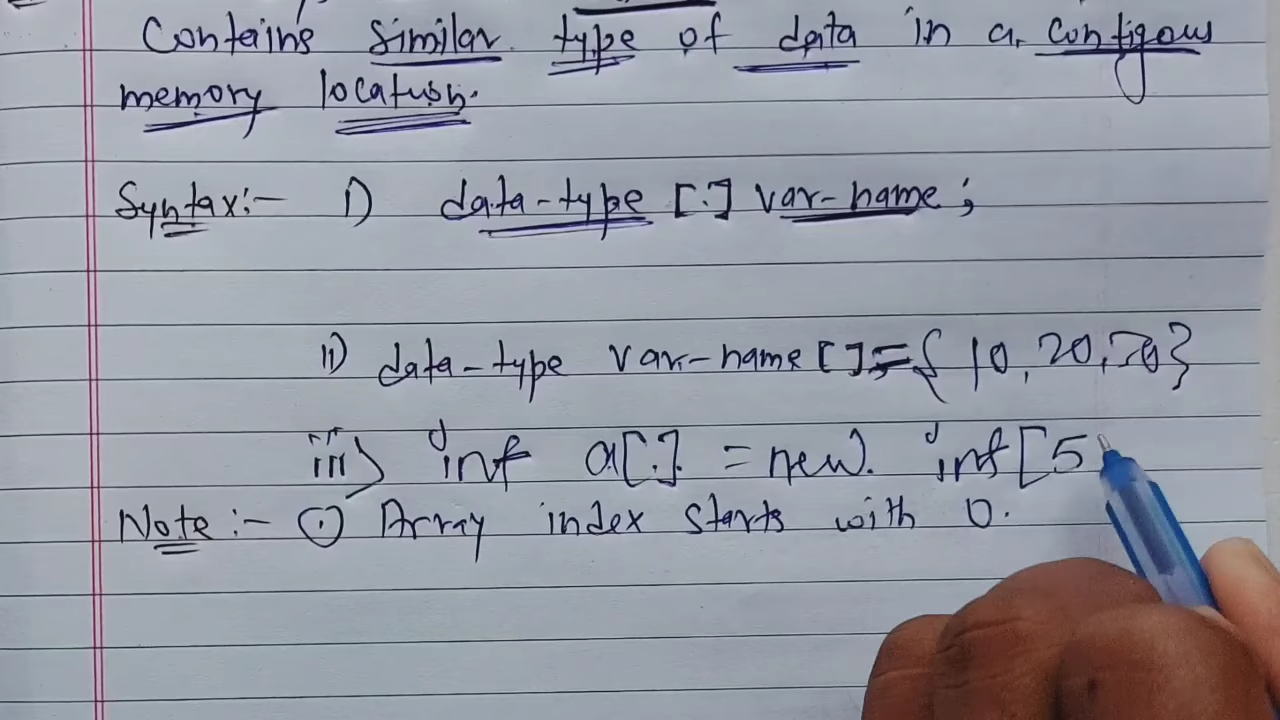 Contains similar type of data in a contigous
memory location.
Syntax:- i) data-type [.] var-name;
ii) data-type var-name[]={10,20,20}
iii) int a[.] = new. int[5
Note:- ① Array index starts with 0.